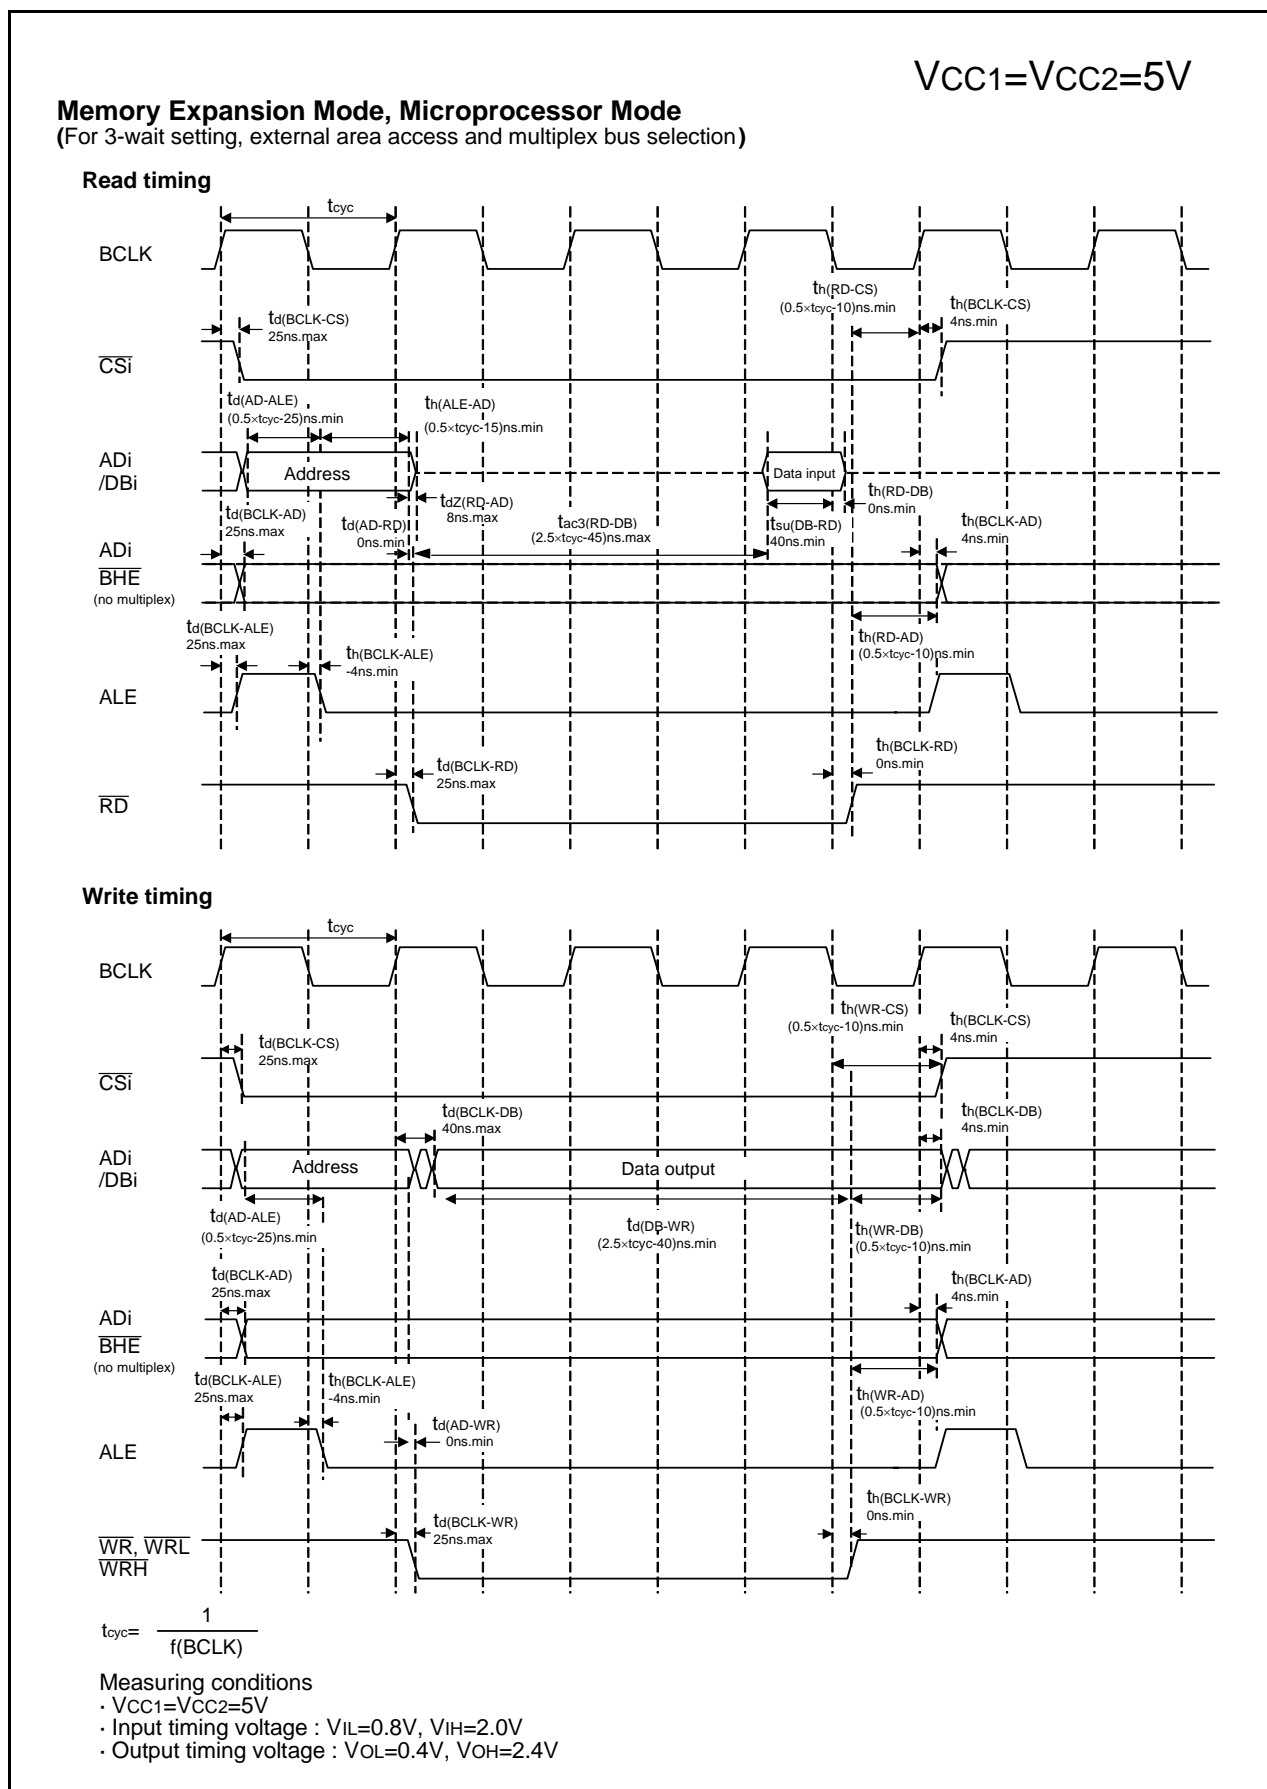 VCC1=VCC2=5V
Memory Expansion Mode, Microprocessor Mode
(For 3-wait setting, external area access and multiplex bus selection)
Read timing
tcyc
BCLK
th(RD-CS)
(0.5×tcyc-10)ns.min
th(BCLK-CS)
4ns.min
td(BCLK-CS)
25ns.max
CSi
td(AD-ALE)
(0.5×tcyc-25)ns.min
th(ALE-AD)
(0.5×tcyc-15)ns.min
ADi
/DBi
Address
Data input
tdZ(RD-AD)
8ns.max
th(RD-DB)
0ns.min
td(BCLK-AD)
25ns.max
td(AD-RD)
0ns.min
tac3(RD-DB)
(2.5×tcyc-45)ns.max
tsu(DB-RD)
40ns.min
th(BCLK-AD)
4ns.min
ADi
BHE
(no multiplex)
td(BCLK-ALE)
25ns.max
th(BCLK-ALE)
-4ns.min
th(RD-AD)
(0.5×tcyc-10)ns.min
ALE
td(BCLK-RD)
25ns.max
th(BCLK-RD)
0ns.min
RD
Write timing
tcyc
BCLK
th(WR-CS)
(0.5×tcyc-10)ns.min
th(BCLK-CS)
4ns.min
td(BCLK-CS)
25ns.max
CSi
td(BCLK-DB)
40ns.max
th(BCLK-DB)
4ns.min
ADi
/DBi
Address
Data output
td(AD-ALE)
(0.5×tcyc-25)ns.min
td(DB-WR)
(2.5×tcyc-40)ns.min
th(WR-DB)
(0.5×tcyc-10)ns.min
td(BCLK-AD)
25ns.max
th(BCLK-AD)
4ns.min
ADi
BHE
(no multiplex)
td(BCLK-ALE)
25ns.max
th(BCLK-ALE)
-4ns.min
th(WR-AD)
(0.5×tcyc-10)ns.min
td(AD-WR)
0ns.min
ALE
td(BCLK-WR)
25ns.max
th(BCLK-WR)
0ns.min
WR, WRL
WRH
tcyc= 1
f(BCLK)
Measuring conditions
· VCC1=VCC2=5V
· Input timing voltage : VIL=0.8V, VIH=2.0V
· Output timing voltage : VOL=0.4V, VOH=2.4V